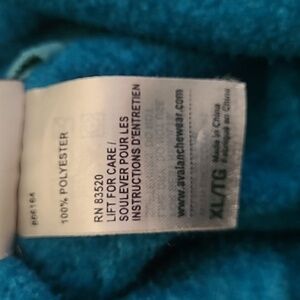 100% POLYESTER
RN 83520
LIFT FOR CARE /
SOULEVER POUR LES
INSTRUCTIONS D'ENTRETIEN
www.avalanchewear.com
XL/TG
Made in China
Fabriqué en Chine